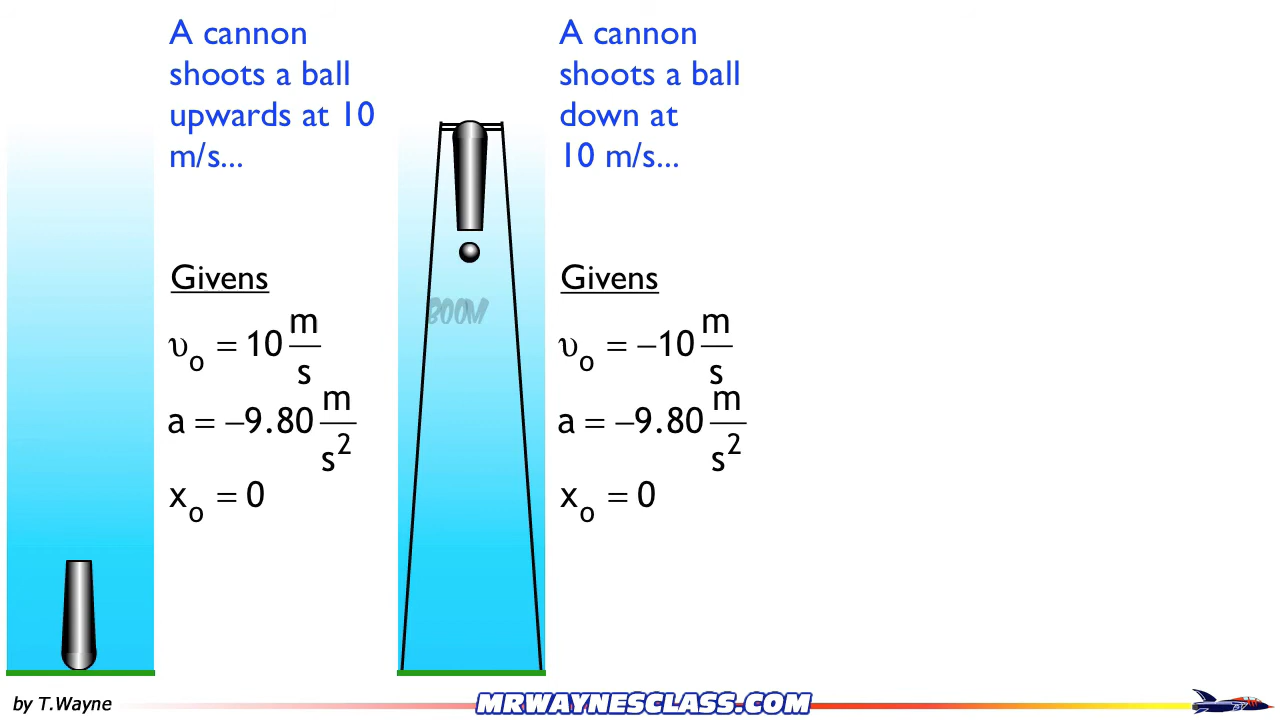 A cannon
shoots a ball
upwards at 10
m/s...
Givens
υₒ = 10 m/s
a = –9.80 m/s²
xₒ = 0
BOOM
A cannon
shoots a ball
down at
10 m/s...
Givens
υₒ = –10 m/s
a = –9.80 m/s²
xₒ = 0
by T.Wayne
MRWAYNESCLASS.COM